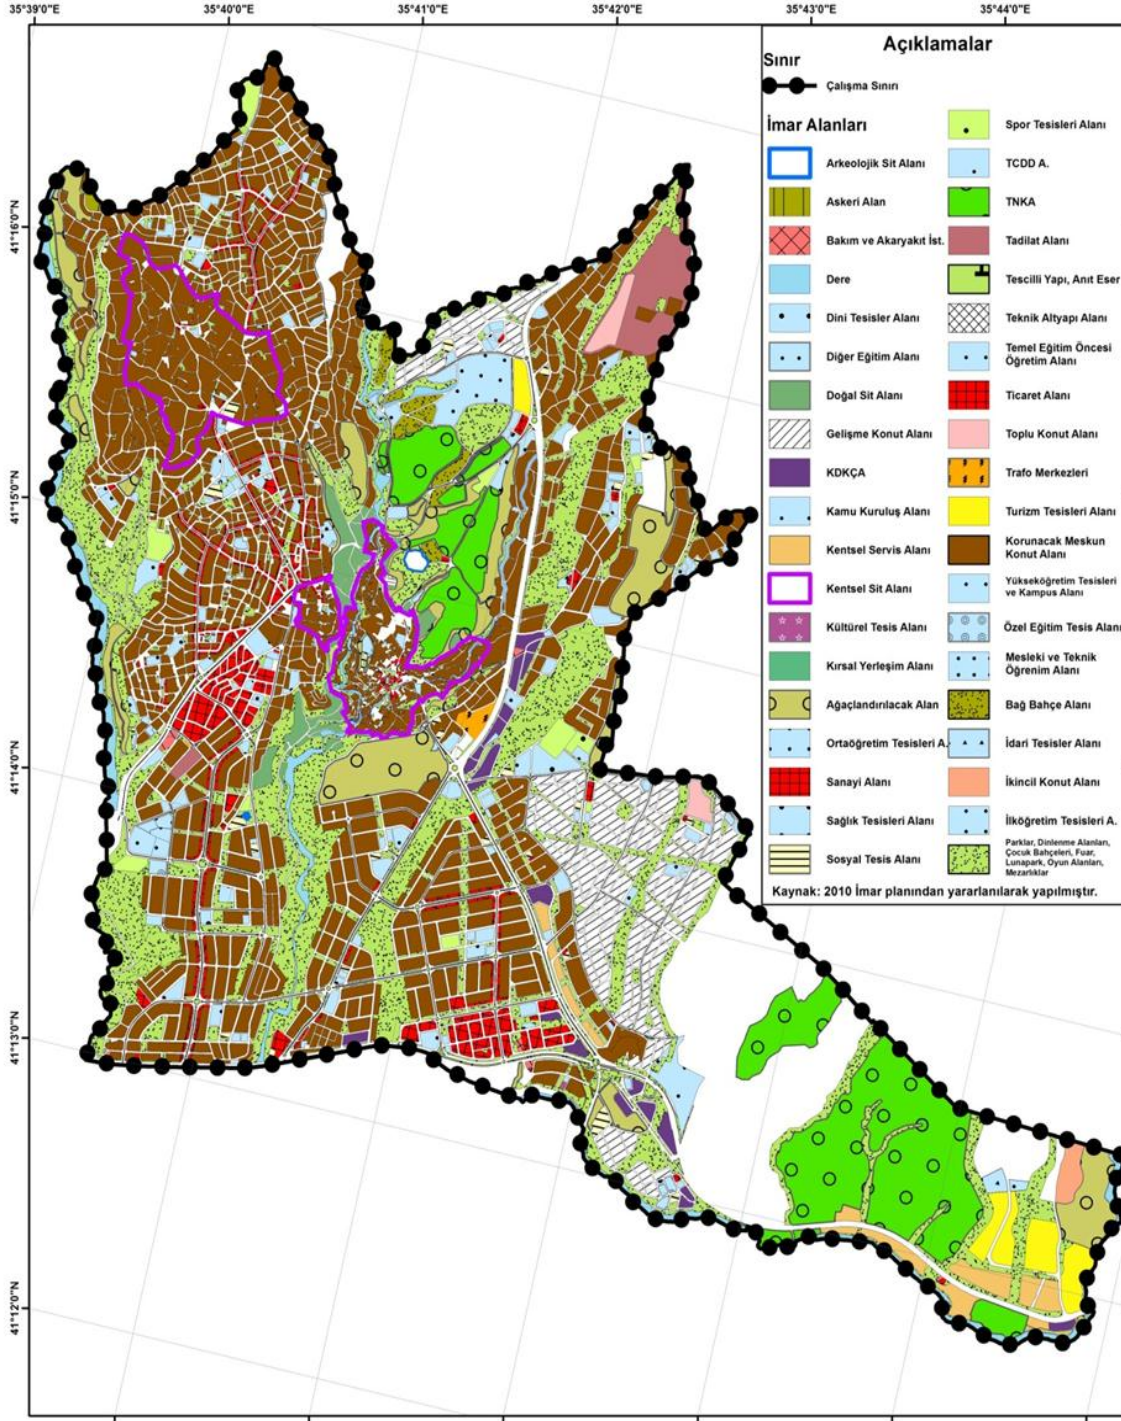 35°39'0"E 35°40'0"E 35°41'0"E 35°42'0"E 35°43'0"E 35°44'0"E
41°16'0"N
41°15'0"N
41°14'0"N
41°13'0"N
41°12'0"N
Açıklamalar
Sınır
Çalışma Sınırı
İmar Alanları
Arkeolojik Sit Alanı
Askeri Alan
Bakım ve Akaryakıt İst.
Dere
Dini Tesisler Alanı
Diğer Eğitim Alanı
Doğal Sit Alanı
Gelişme Konut Alanı
KDKÇA
Kamu Kuruluş Alanı
Kentsel Servis Alanı
Kentsel Sit Alanı
Kültürel Tesis Alanı
Kırsal Yerleşim Alanı
Ağaçlandırılacak Alan
Ortaöğretim Tesisleri A.
Sanayi Alanı
Sağlık Tesisleri Alanı
Sosyal Tesis Alanı
Spor Tesisleri Alanı
TCDD A.
TNKA
Tadilat Alanı
Tescilli Yapı, Anıt Eser
Teknik Altyapı Alanı
Temel Eğitim Öncesi
Öğretim Alanı
Ticaret Alanı
Toplu Konut Alanı
Trafo Merkezleri
Turizm Tesisleri Alanı
Korunacak Meskun
Konut Alanı
Yükseköğretim Tesisleri
ve Kampus Alanı
Özel Eğitim Tesis Alanı
Mesleki ve Teknik
Öğrenim Alanı
Bağ Bahçe Alanı
İdari Tesisler Alanı
İkincil Konut Alanı
İlköğretim Tesisleri A.
Parklar, Dinlenme Alanları,
Çocuk Bahçeleri, Fuar,
Lunapark, Oyun Alanları,
Mezarlıklar
Kaynak: 2010 İmar planından yararlanılarak yapılmıştır.